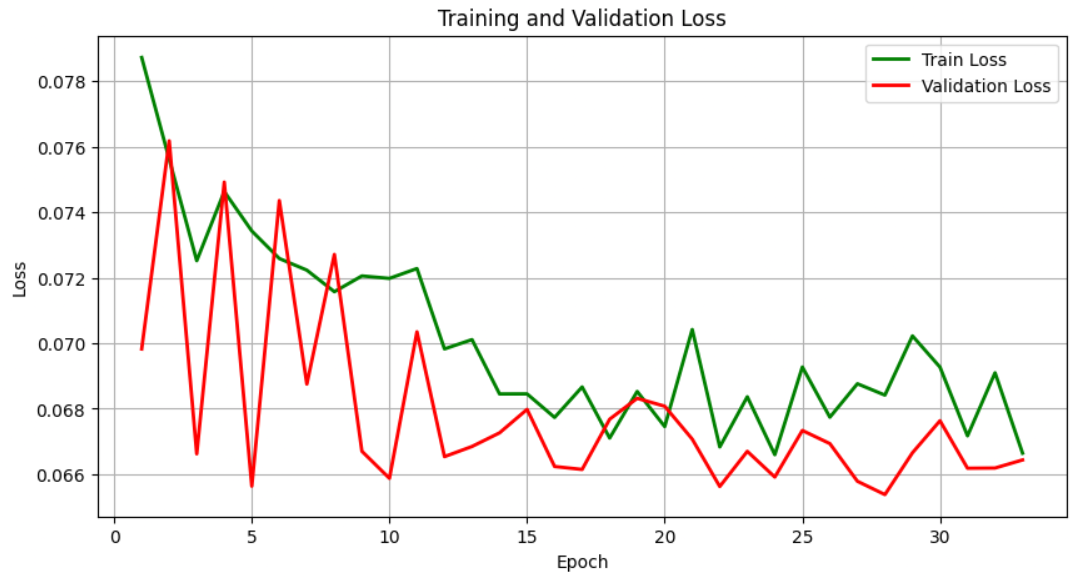 Training and Validation Loss
Train Loss
Validation Loss
0.078
0.076
0.074
0.072
0.070
0.068
0.066
Loss
0 5 10 15 20 25 30
Epoch